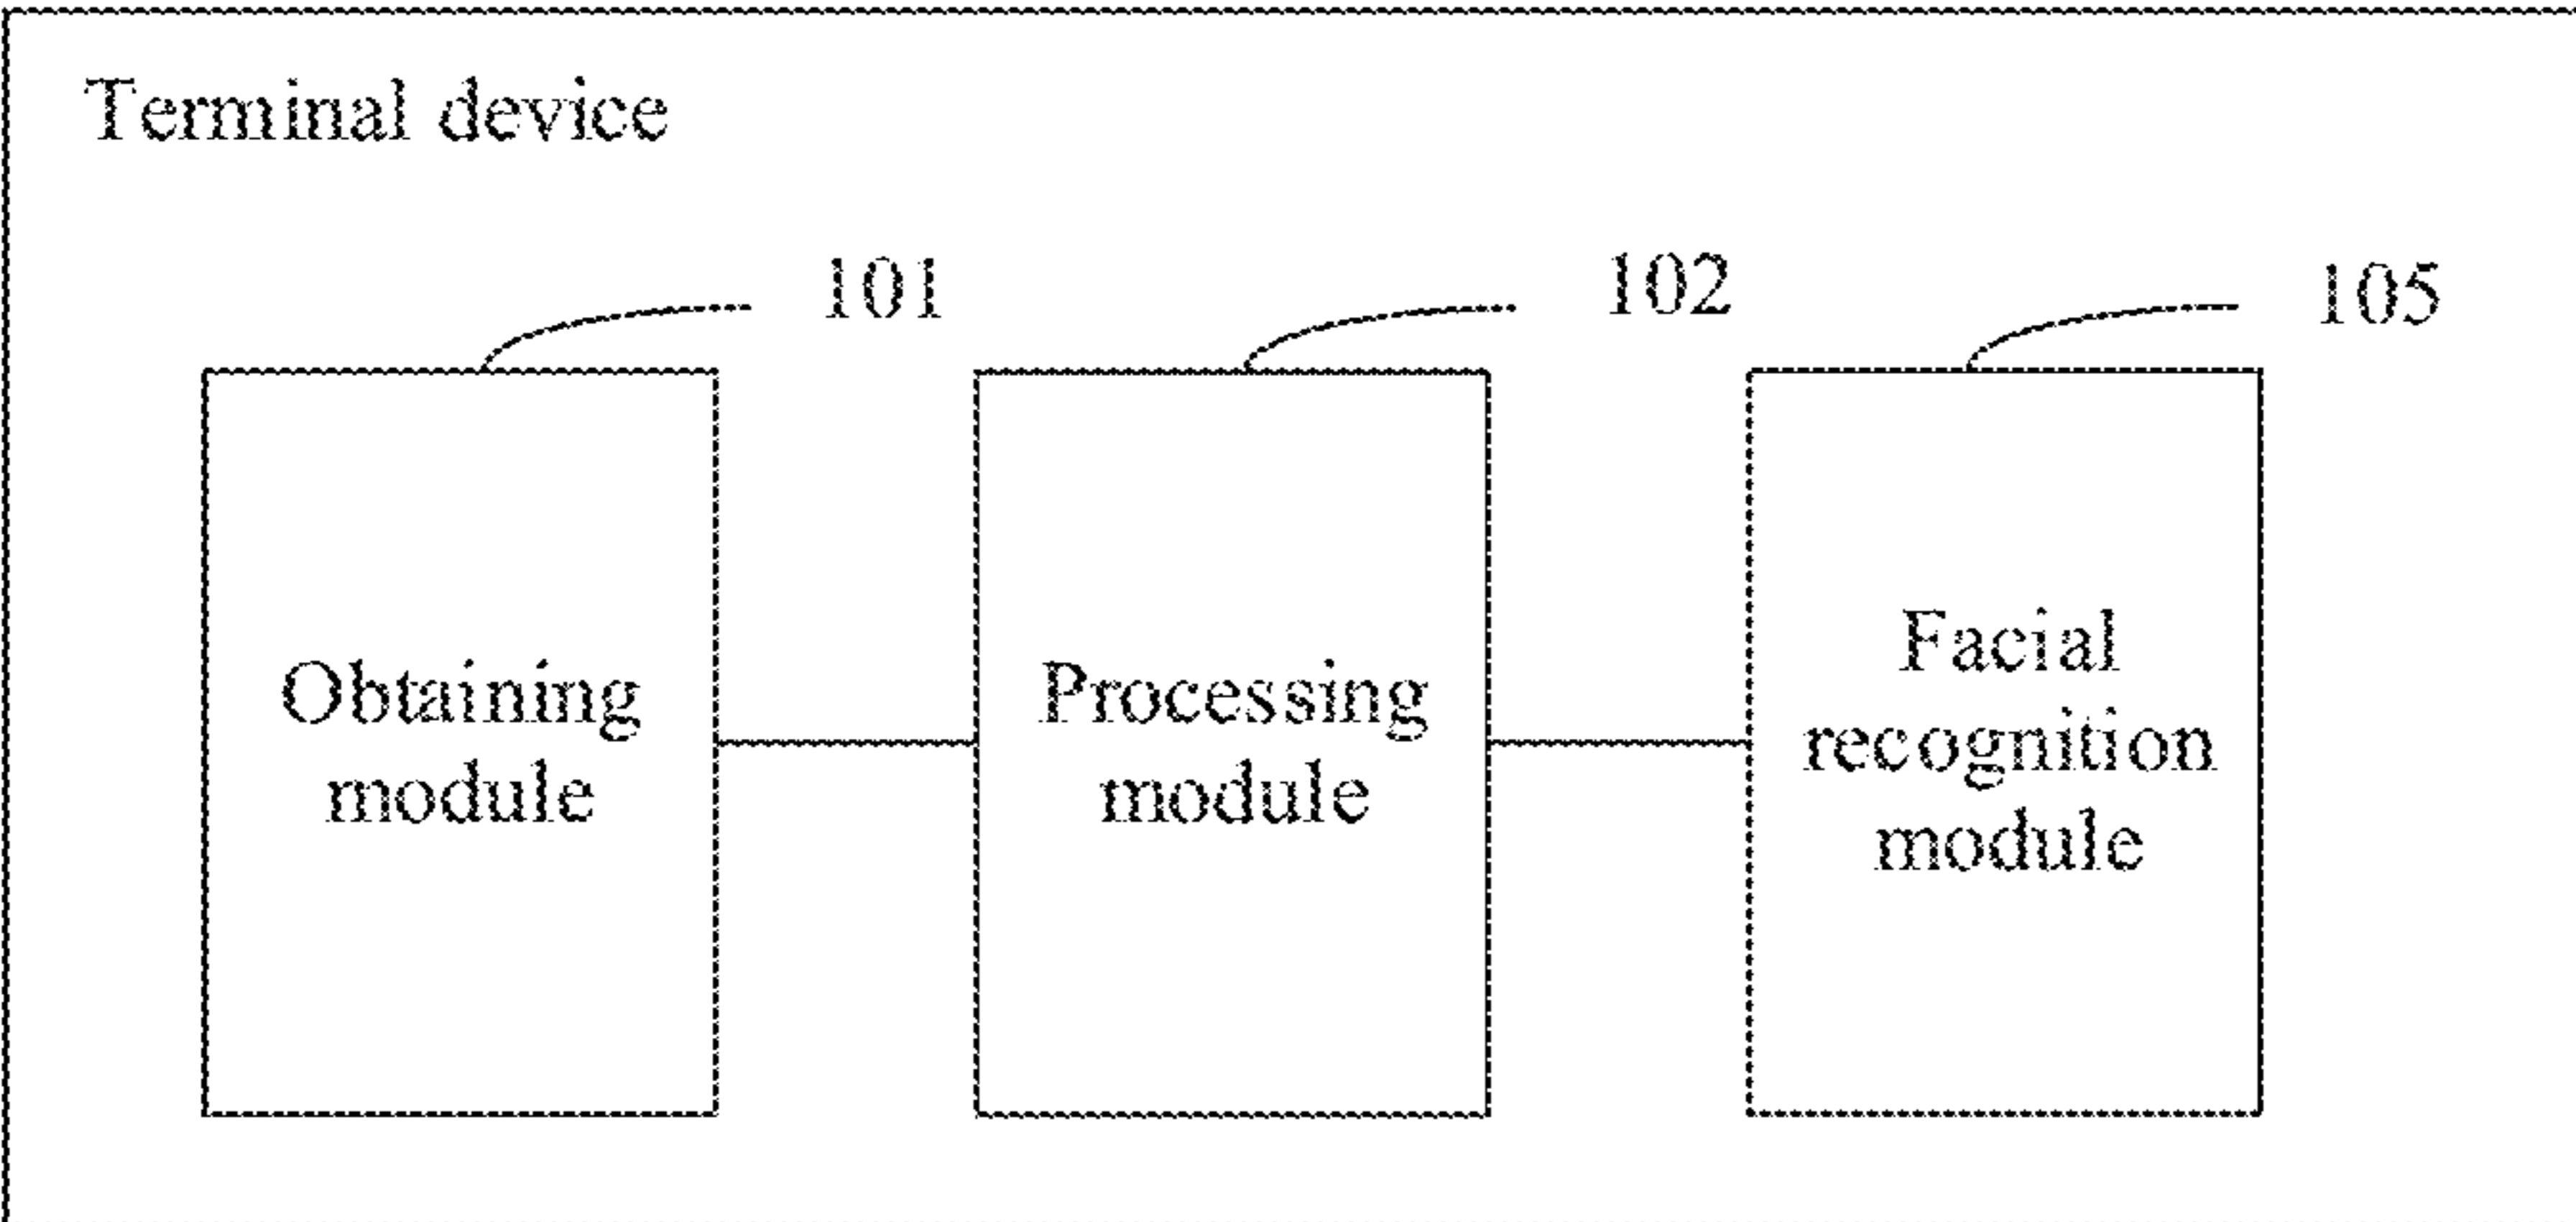 Terminal device
101
102
105
Obtaining
module
Processing
module
Facial
recognition
module